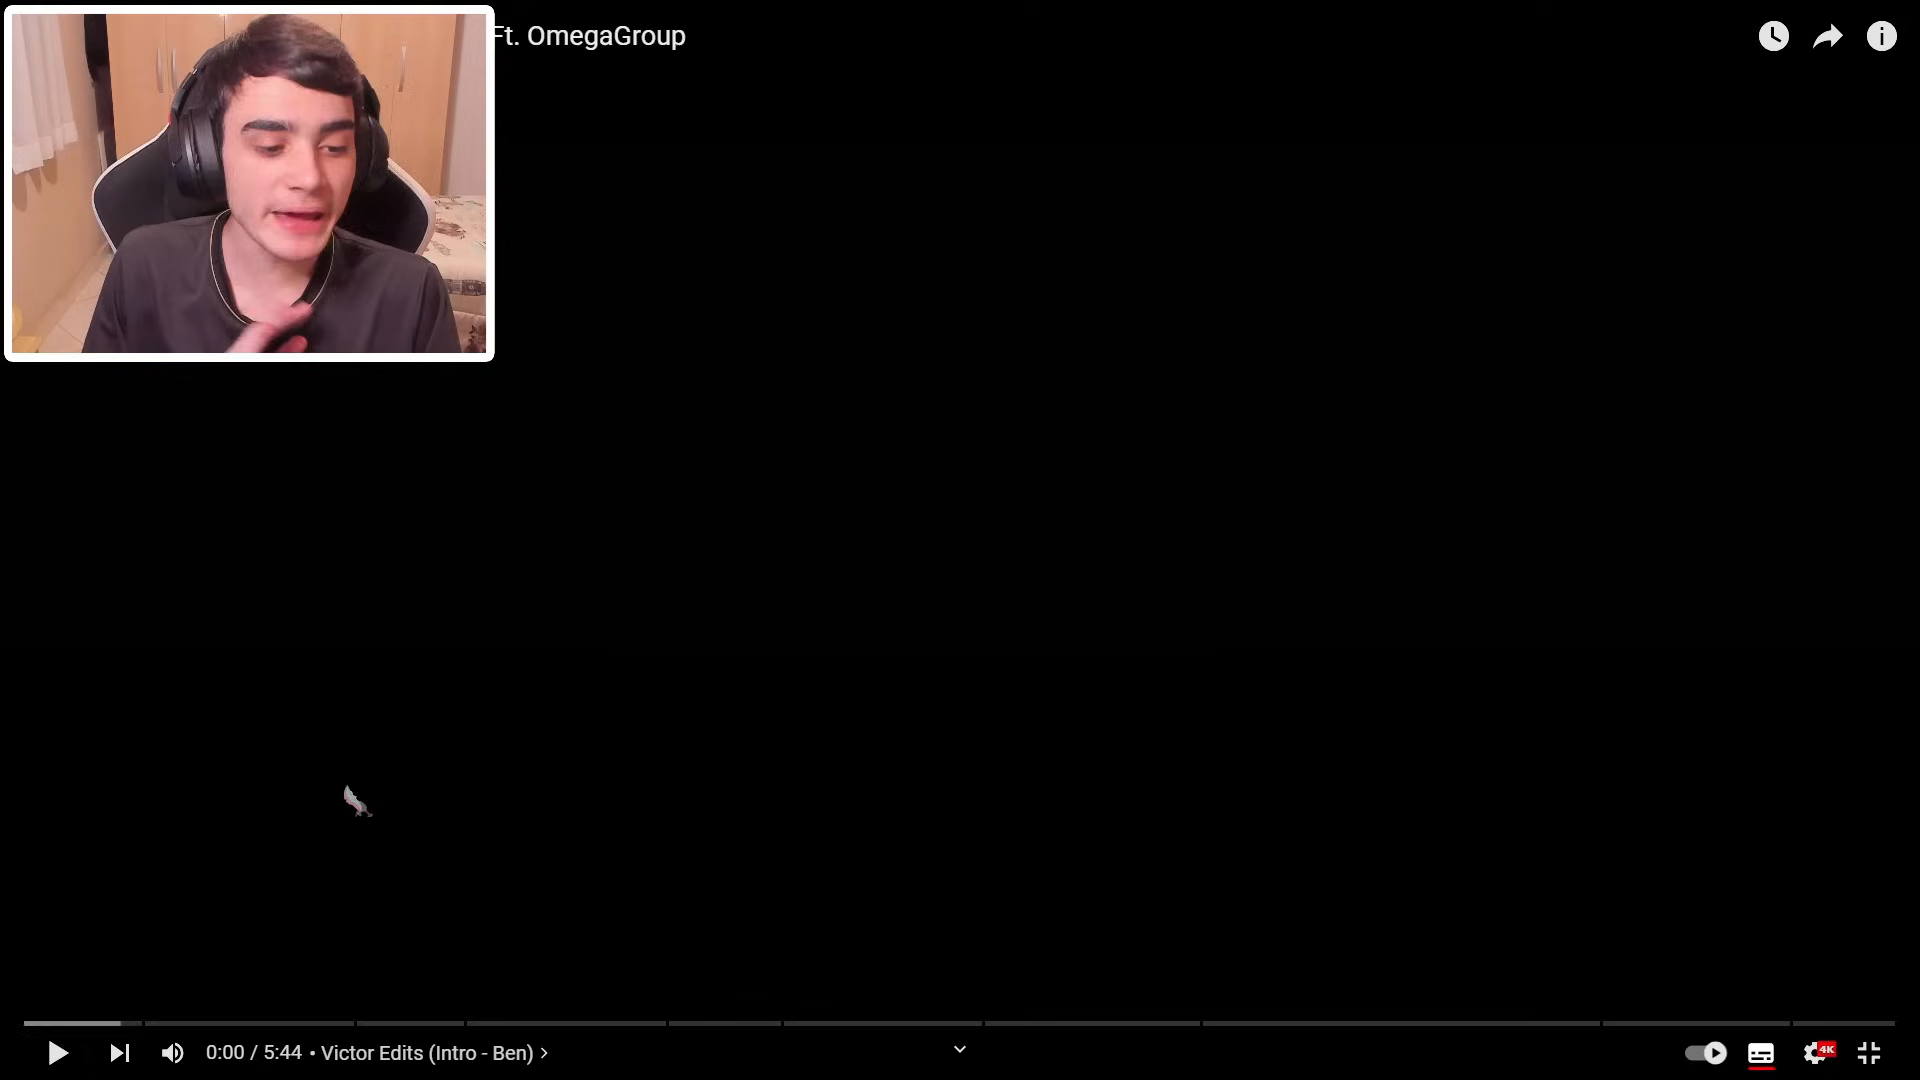 Ft. OmegaGroup
0:00 / 5:44 • Victor Edits (Intro - Ben)
4K